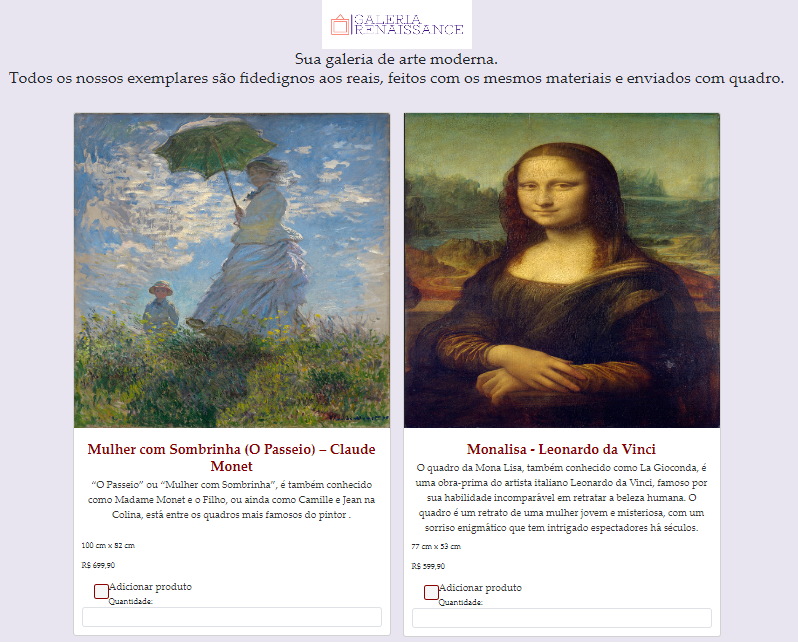 GALERIA
RENAISSANCE
Sua galeria de arte moderna.
Todos os nossos exemplares são fidedignos aos reais, feitos com os mesmos materiais e enviados com quadro.
Mulher com Sombrinha (O Passeio) – Claude
Monet
“O Passeio” ou “Mulher com Sombrinha”, é também conhecido
como Madame Monet e o Filho, ou ainda como Camille e Jean na
Colina, está entre os quadros mais famosos do pintor .
100 cm x 82 cm
R$ 699,90
Adicionar produto
Quantidade:
Monalisa - Leonardo da Vinci
O quadro da Mona Lisa, também conhecido como La Gioconda, é
uma obra-prima do artista italiano Leonardo da Vinci, famoso por
sua habilidade incomparável em retratar a beleza humana. O
quadro é um retrato de uma mulher jovem e misteriosa, com um
sorriso enigmático que tem intrigado espectadores há séculos.
77 cm x 53 cm
R$ 599,90
Adicionar produto
Quantidade: